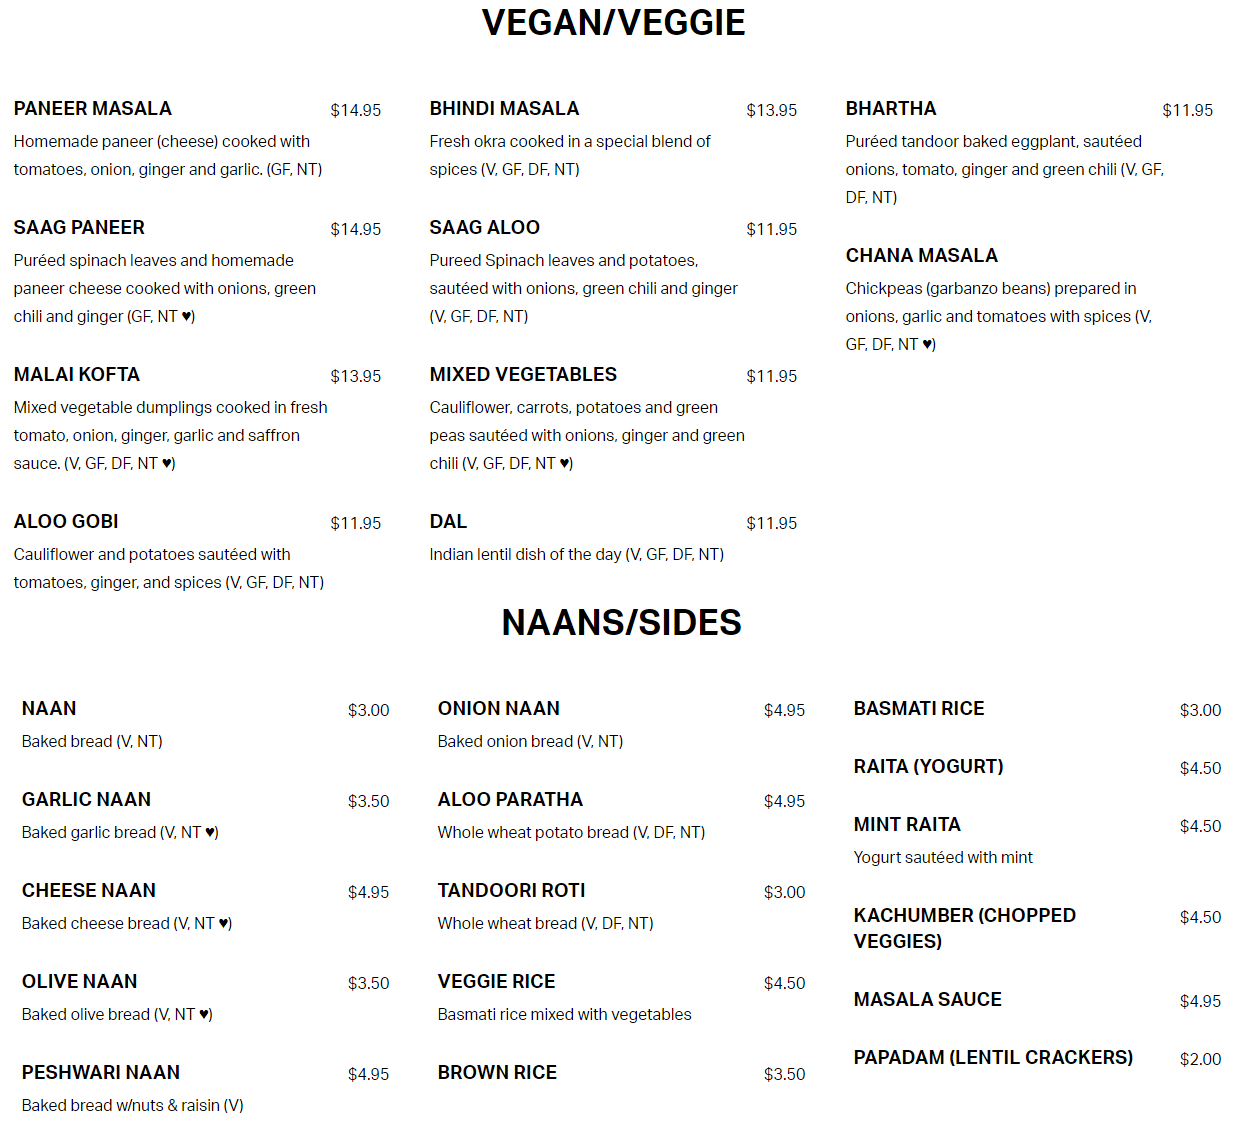 VEGAN/VEGGIE
PANEER MASALA $14.95
Homemade paneer (cheese) cooked with
tomatoes, onion, ginger and garlic. (GF, NT)
SAAG PANEER $14.95
Puréed spinach leaves and homemade
paneer cheese cooked with onions, green
chili and ginger (GF, NT ♥)
MALAI KOFTA $13.95
Mixed vegetable dumplings cooked in fresh
tomato, onion, ginger, garlic and saffron
sauce. (V, GF, DF, NT ♥)
ALOO GOBI $11.95
Cauliflower and potatoes sautéed with
tomatoes, ginger, and spices (V, GF, DF, NT)
BHINDI MASALA $13.95
Fresh okra cooked in a special blend of
spices (V, GF, DF, NT)
SAAG ALOO $11.95
Pureed Spinach leaves and potatoes,
sautéed with onions, green chili and ginger
(V, GF, DF, NT)
MIXED VEGETABLES $11.95
Cauliflower, carrots, potatoes and green
peas sautéed with onions, ginger and green
chili (V, GF, DF, NT ♥)
DAL $11.95
Indian lentil dish of the day (V, GF, DF, NT)
BHARTHA $11.95
Puréed tandoor baked eggplant, sautéed
onions, tomato, ginger and green chili (V, GF,
DF, NT)
CHANA MASALA
Chickpeas (garbanzo beans) prepared in
onions, garlic and tomatoes with spices (V,
GF, DF, NT ♥)
NAANS/SIDES
NAAN $3.00
Baked bread (V, NT)
GARLIC NAAN $3.50
Baked garlic bread (V, NT ♥)
CHEESE NAAN $4.95
Baked cheese bread (V, NT ♥)
OLIVE NAAN $3.50
Baked olive bread (V, NT ♥)
PESHWARI NAAN $4.95
Baked bread w/nuts & raisin (V)
ONION NAAN $4.95
Baked onion bread (V, NT)
ALOO PARATHA $4.95
Whole wheat potato bread (V, DF, NT)
TANDOORI ROTI $3.00
Whole wheat bread (V, DF, NT)
VEGGIE RICE $4.50
Basmati rice mixed with vegetables
BROWN RICE $3.50
BASMATI RICE $3.00
RAITA (YOGURT) $4.50
MINT RAITA $4.50
Yogurt sautéed with mint
KACHUMBER (CHOPPED $4.50
VEGGIES)
MASALA SAUCE $4.95
PAPADAM (LENTIL CRACKERS) $2.00